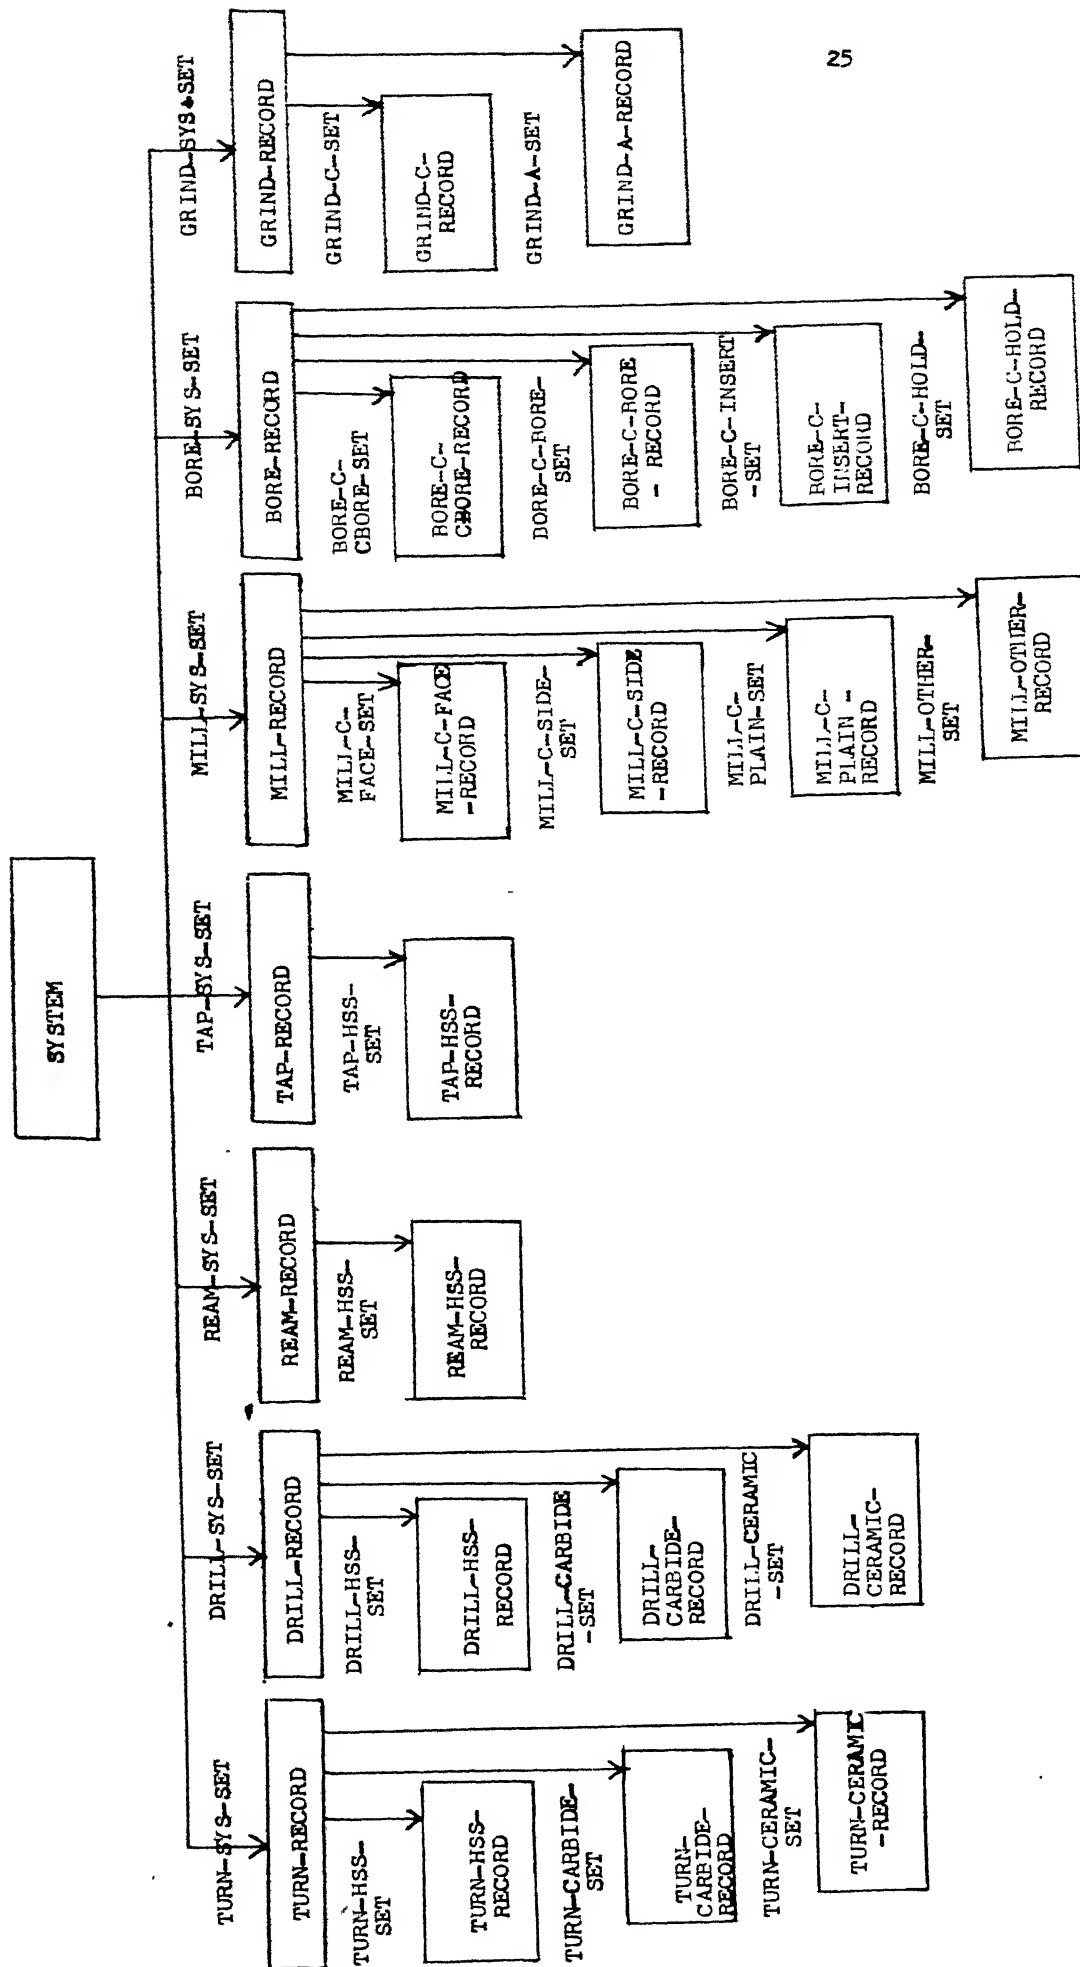 25
SYSTEM
TURN-SYS-SET
TURN-RECORD
TURN-HSS-
SET
TURN-HSS-
RECORD
TURN-CARBIDE-
SET
TURN-
CARBIDE-
RECORD
TURN-CERAMIC-
SET
TURN-CERAMIC
-RECORD
DRILL-SYS-SET
DRILL-RECORD
DRILL-HSS-
SET
DRILL-HSS-
RECORD
DRILL-CARBIDE
-SET
DRILL-
CARBIDE-
RECORD
DRILL-CERAMIC
-SET
DRILL-
CERAMIC-
RECORD
REAM-SYS-SET
REAM-RECORD
REAM-HSS-
SET
REAM-HSS-
RECORD
TAP-SYS-SET
TAP-RECORD
TAP-HSS-
SET
TAP-HSS-
RECORD
MILL-SYS-SET
MILL-RECORD
MILL-C-
FACE-SET
MILL-C-FACE
-RECORD
MILL-C-SIDE-
SET
MILL-C-SIDE
-RECORD
MILL-C-
PLAIN-SET
MILL-C-
PLAIN -
RECORD
MILL-OTHER-
SET
MILL-OTHER-
RECORD
BORE-SYS-SET
BORE-RECORD
BORE-C-
CBORE-SET
BORE-C-
CBORE-RECORD
BORE-C-BORE-
SET
BORE-C-BORE
- RECORD
BORE-C-INSERT
-SET
BORE-C-
INSERT-
RECORD
BORE-C-HOLD-
SET
BORE-C-HOLD-
RECORD
GRIND-SYS-SET
GRIND-RECORD
GRIND-C-SET
GRIND-C-
RECORD
GRIND-A-SET
GRIND-A-RECORD